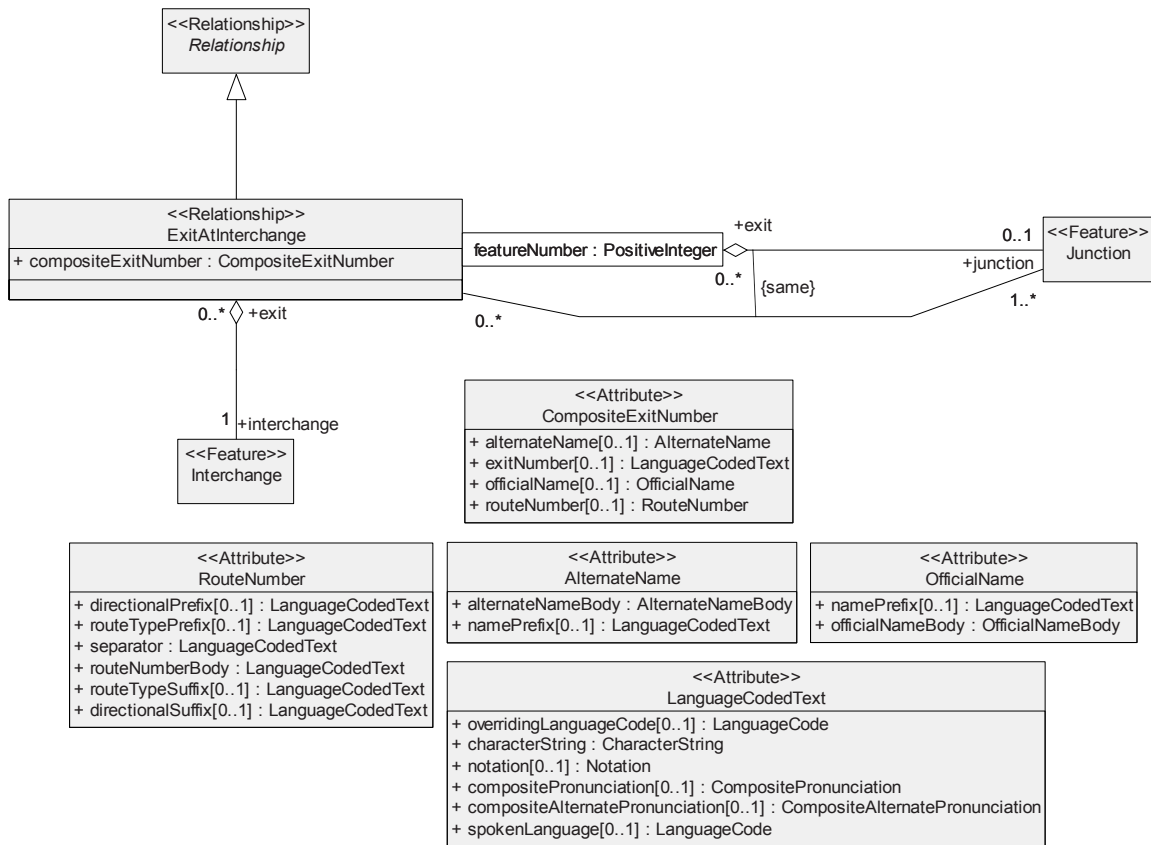 <<Relationship>>
Relationship
<<Relationship>>
ExitAtInterchange
+ compositeExitNumber : CompositeExitNumber
featureNumber : PositiveInteger
+exit
0..*
0..1
+junction
<<Feature>>
Junction
{same}
0..*
1..*
0..*
+exit
1
+interchange
<<Feature>>
Interchange
<<Attribute>>
CompositeExitNumber
+ alternateName[0..1] : AlternateName
+ exitNumber[0..1] : LanguageCodedText
+ officialName[0..1] : OfficialName
+ routeNumber[0..1] : RouteNumber
<<Attribute>>
RouteNumber
+ directionalPrefix[0..1] : LanguageCodedText
+ routeTypePrefix[0..1] : LanguageCodedText
+ separator : LanguageCodedText
+ routeNumberBody : LanguageCodedText
+ routeTypeSuffix[0..1] : LanguageCodedText
+ directionalSuffix[0..1] : LanguageCodedText
<<Attribute>>
AlternateName
+ alternateNameBody : AlternateNameBody
+ namePrefix[0..1] : LanguageCodedText
<<Attribute>>
OfficialName
+ namePrefix[0..1] : LanguageCodedText
+ officialNameBody : OfficialNameBody
<<Attribute>>
LanguageCodedText
+ overridingLanguageCode[0..1] : LanguageCode
+ characterString : CharacterString
+ notation[0..1] : Notation
+ compositePronunciation[0..1] : CompositePronunciation
+ compositeAlternatePronunciation[0..1] : CompositeAlternatePronunciation
+ spokenLanguage[0..1] : LanguageCode